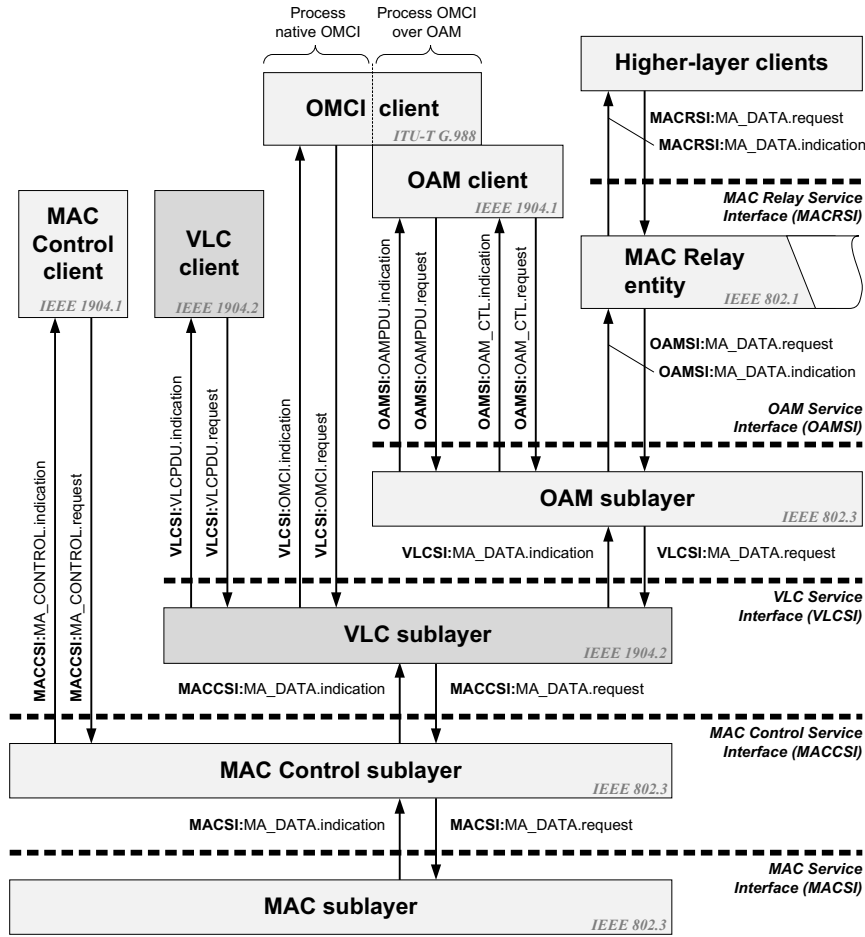 Process
native OMCI
Process OMCI
over OAM
OMCI client
ITU-T G.988
Higher-layer clients
MACRSI:MA_DATA.request
MACRSI:MA_DATA.indication
MAC Relay Service
Interface (MACRSI)
OAM client
IEEE 1904.1
MAC
Control
client
IEEE 1904.1
VLC
client
IEEE 1904.2
MAC Relay
entity
IEEE 802.1
OAMSI:MA_DATA.request
OAMSI:MA_DATA.indication
OAM Service
Interface (OAMSI)
MACCSI:MA_CONTROL.indication
MACCSI:MA_CONTROL.request
VLCSI:VLCPDU.indication
VLCSI:VLCPDU.request
VLCSI:OMCI.indication
VLCSI:OMCI.request
OAMSI:OAMPDU.indication
OAMSI:OAMPDU.request
OAMSI:OAM_CTL.indication
OAMSI:OAM_CTL.request
OAM sublayer
IEEE 802.3
VLCSI:MA_DATA.indication
VLCSI:MA_DATA.request
VLC Service
Interface (VLCSI)
VLC sublayer
IEEE 1904.2
MACCSI:MA_DATA.indication
MACCSI:MA_DATA.request
MAC Control Service
Interface (MACCSI)
MAC Control sublayer
IEEE 802.3
MACSI:MA_DATA.indication
MACSI:MA_DATA.request
MAC Service
Interface (MACSI)
MAC sublayer
IEEE 802.3